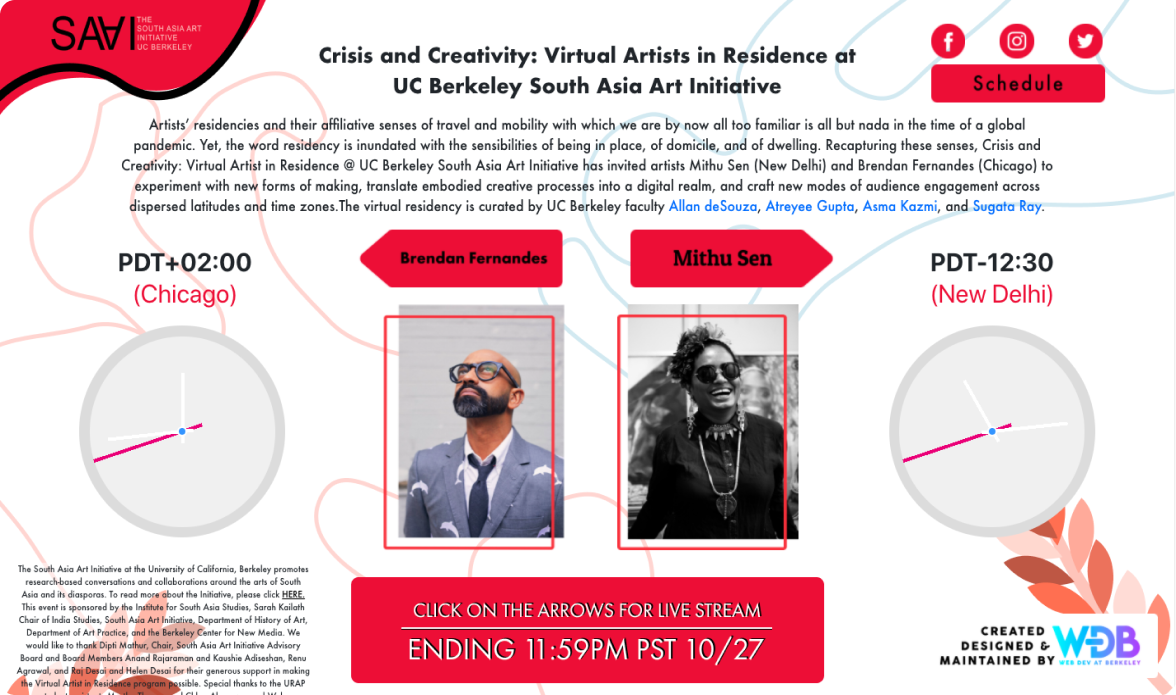 SAAI
THE
SOUTH ASIA ART
INITIATIVE
UC BERKELEY
Crisis and Creativity: Virtual Artists in Residence at
UC Berkeley South Asia Art Initiative
Schedule
Artists’ residencies and their affiliative senses of travel and mobility with which we are by now all too familiar is all but nada in the time of a global
pandemic. Yet, the word residency is inundated with the sensibilities of being in place, of domicile, and of dwelling. Recapturing these senses, Crisis and
Creativity: Virtual Artist in Residence @ UC Berkeley South Asia Art Initiative has invited artists Mithu Sen (New Delhi) and Brendan Fernandes (Chicago) to
experiment with new forms of making, translate embodied creative processes into a digital realm, and craft new modes of audience engagement across
dispersed latitudes and time zones.The virtual residency is curated by UC Berkeley faculty Allan deSouza, Atreyee Gupta, Asma Kazmi, and Sugata Ray.
PDT+02:00
(Chicago)
Brendan Fernandes
Mithu Sen
PDT-12:30
(New Delhi)
The South Asia Art Initiative at the University of California, Berkeley promotes
research-based conversations and collaborations around the arts of South
Asia and its diasporas. To read more about the Initiative, please click HERE.
This event is sponsored by the Institute for South Asia Studies, Sarah Kailath
Chair of India Studies, South Asia Art Initiative, Department of History of Art,
Department of Art Practice, and the Berkeley Center for New Media. We
would like to thank Dipti Mathur, Chair, South Asia Art Initiative Advisory
Board and Board Members Anand Rajaraman and Kaushie Adiseshan, Renu
Agrawal, and Raj Desai and Helen Desai for their generous support in making
the Virtual Artist in Residence program possible. Special thanks to the URAP
CLICK ON THE ARROWS FOR LIVE STREAM
ENDING 11:59PM PST 10/27
CREATED
DESIGNED &
MAINTAINED BY
WDB
WEB DEV AT BERKELEY